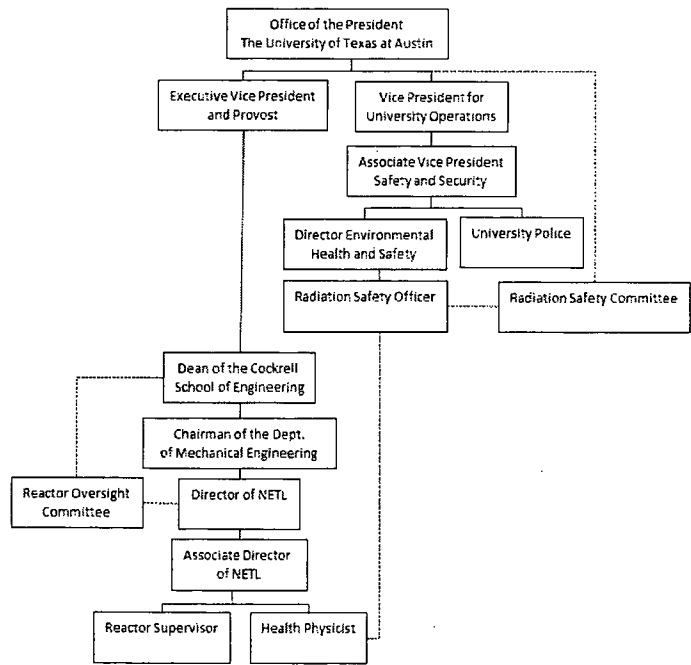 Office of the President
The University of Texas at Austin
Executive Vice President
and Provost
Vice President for
University Operations
Associate Vice President
Safety and Security
Director Environmental
Health and Safety
University Police
Radiation Safety Officer
Radiation Safety Committee
Dean of the Cockrell
School of Engineering
Chairman of the Dept.
of Mechanical Engineering
Reactor Oversight
Committee
Director of NETL
Associate Director
of NETL
Reactor Supervisor
Health Physicist